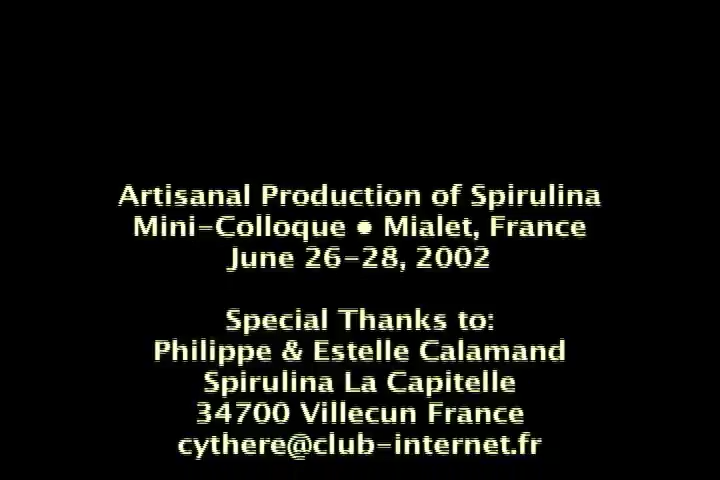 Artisanal Production of Spirulina
Mini-Colloque • Mialet, France
June 26-28, 2002
Special Thanks to:
Philippe & Estelle Calamand
Spirulina La Capitelle
34700 Villecun France
cythere@club-internet.fr